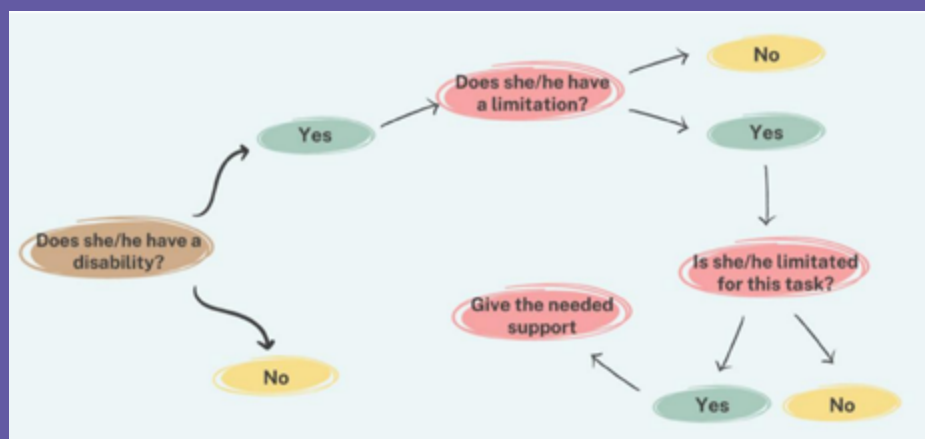 Does she/he have a
disability?
Yes
No
Does she/he have
a limitation?
No
Yes
Is she/he limitated
for this task?
Yes
No
Give the needed
support